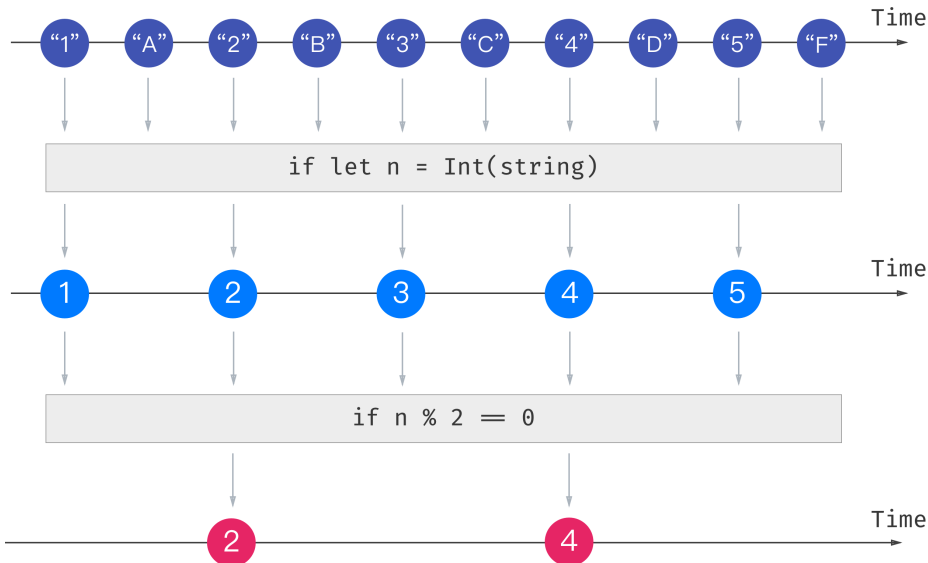 Time
“1” “A” “2” “B” “3” “C” “4” “D” “5” “F”
if let n = Int(string)
Time
1 2 3 4 5
if n % 2 == 0
Time
2 4